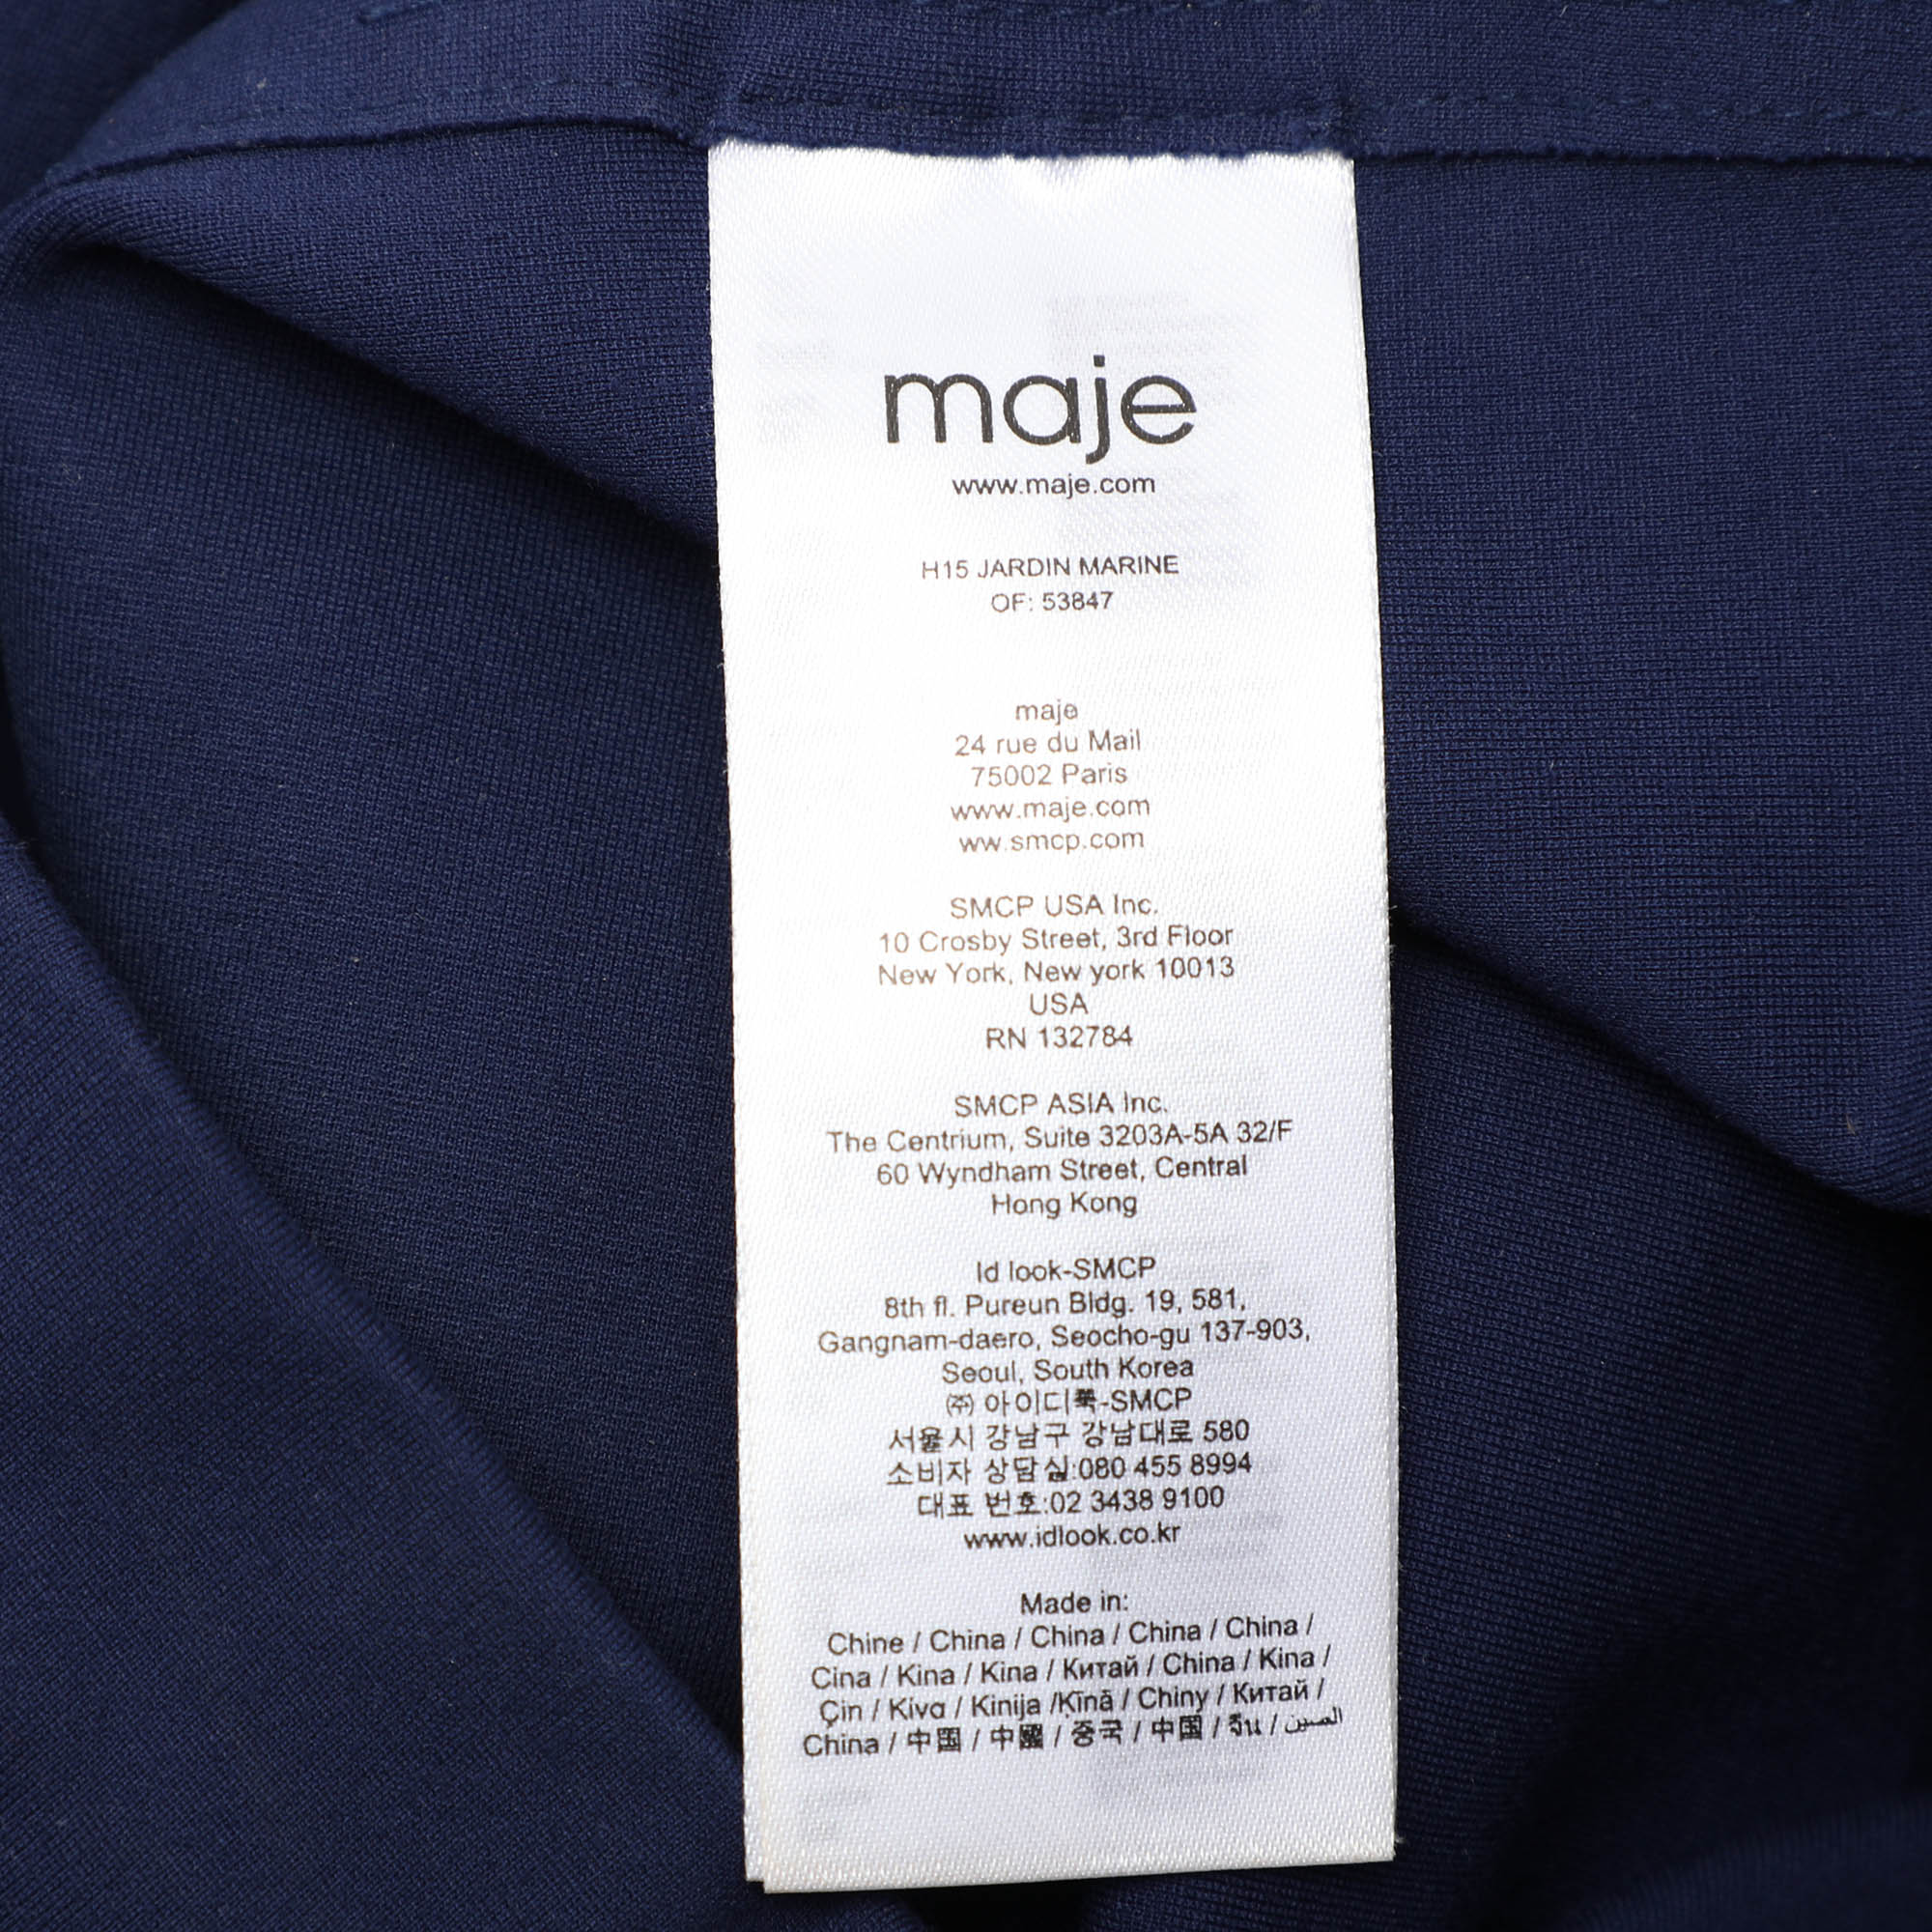 maje
www.maje.com
H15 JARDIN MARINE
OF: 53847
maje
24 rue du Mail
75002 Paris
www.maje.com
ww.smcp.com
SMCP USA Inc.
10 Crosby Street, 3rd Floor
New York, New york 10013
USA
RN 132784
SMCP ASIA Inc.
The Centrium, Suite 3203A-5A 32/F
60 Wyndham Street, Central
Hong Kong
Id look-SMCP
8th fl. Pureun Bldg. 19, 581,
Gangnam-daero, Seocho-gu 137-903,
Seoul, South Korea
㈜ 아이디룩-SMCP
서울시 강남구 강남대로 580
소비자 상담실:080 455 8994
대표 번호:02 3438 9100
www.idlook.co.kr
Made in:
Chine / China / China / China / China /
Cina / Kina / Kina / Китай / China / Kina /
Çin / Kίνα / Kinija /Ķīnā / Chiny / Китай /
China / 中国 / 中國 / 중국 / 中国 / จีน / الصين